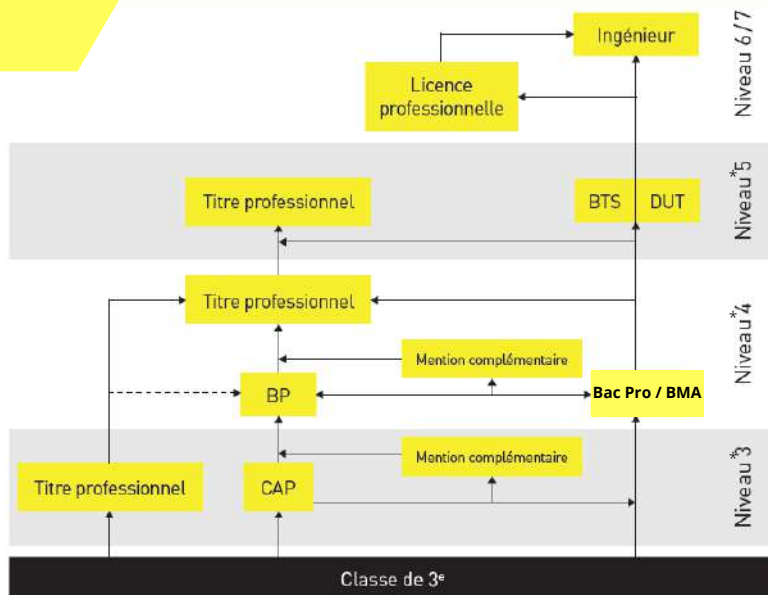 Ingénieur
Licence
professionnelle
Niveau 6/7
Titre professionnel
BTS
DUT
Niveau*5
Titre professionnel
Mention complémentaire
BP
Bac Pro / BMA
Niveau*4
Mention complémentaire
Titre professionnel
CAP
Niveau*3
Classe de 3e